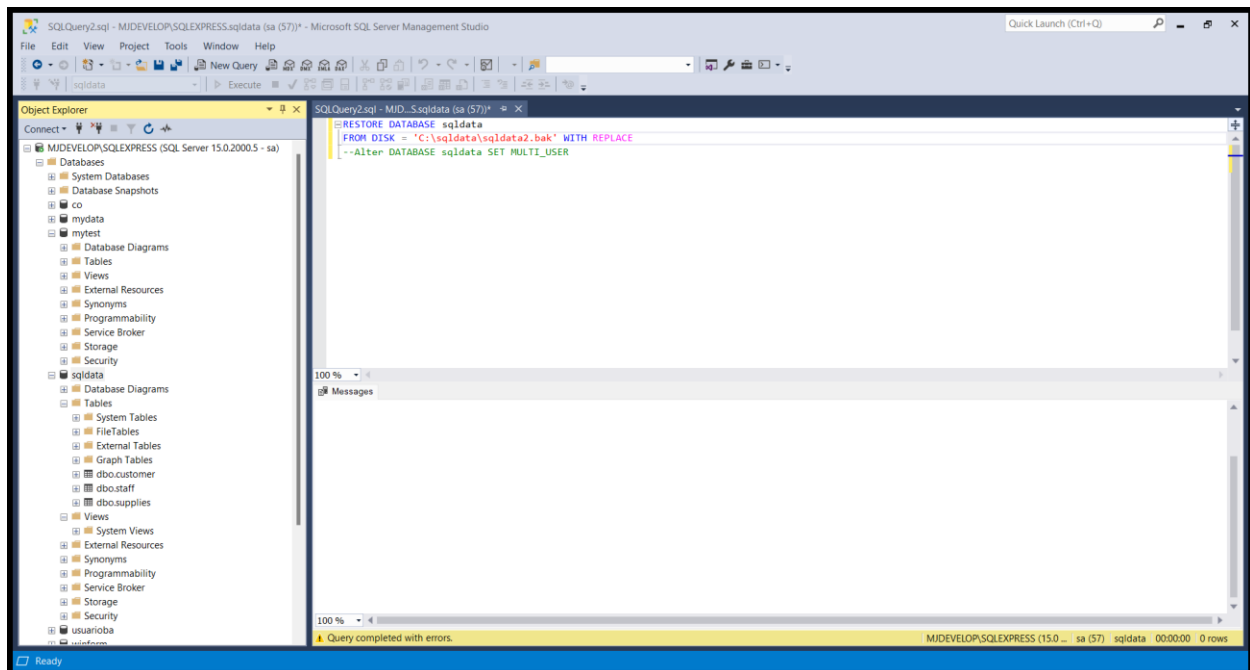 SQLQuery2.sql - MJDEVELOP\SQLEXPRESS.sqldata (sa (57))* - Microsoft SQL Server Management Studio
Quick Launch (Ctrl+Q)
File Edit View Project Tools Window Help
New Query
sqldata
Execute
Object Explorer
SQLQuery2.sql - MJD...S.sqldata (sa (57))*
Connect
RESTORE DATABASE sqldata
FROM DISK = 'C:\sqldata\sqldata2.bak' WITH REPLACE
--Alter DATABASE sqldata SET MULTI_USER
MJDEVELOP\SQLEXPRESS (SQL Server 15.0.2000.5 - sa)
Databases
System Databases
Database Snapshots
co
mydata
mytest
Database Diagrams
Tables
Views
External Resources
Synonyms
Programmability
Service Broker
Storage
Security
sqldata
Database Diagrams
Tables
System Tables
FileTables
External Tables
Graph Tables
dbo.customer
dbo.staff
dbo.supplies
Views
System Views
External Resources
Synonyms
Programmability
Service Broker
Storage
Security
usuarioba
winform
100 %
Messages
100 %
Query completed with errors.
MJDEVELOP\SQLEXPRESS (15.0 ... sa (57) sqldata 00:00:00 0 rows
Ready